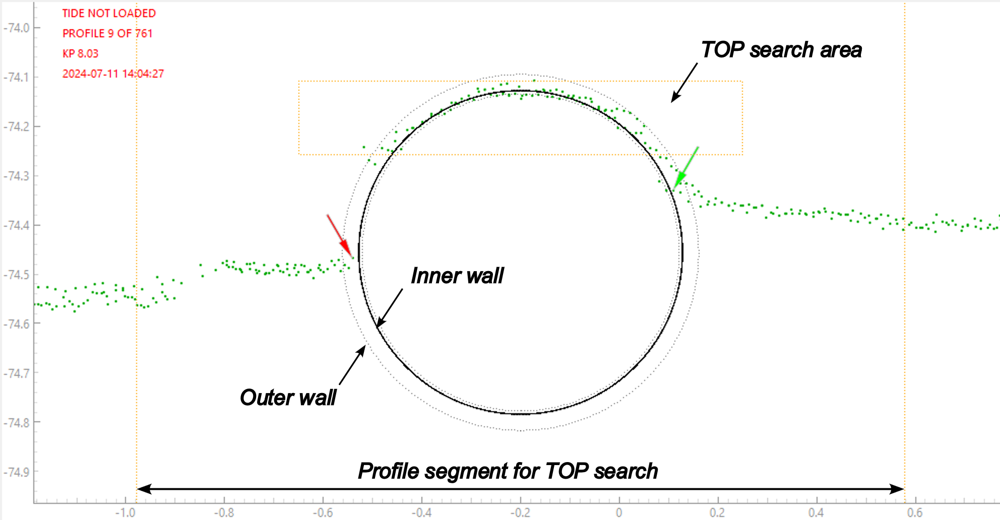 TIDE NOT LOADED
PROFILE 9 OF 761
KP 8.03
2024-07-11 14:04:27
TOP search area
Inner wall
Outer wall
Profile segment for TOP search
-74.0
-74.1
-74.2
-74.3
-74.4
-74.5
-74.6
-74.7
-74.8
-74.9
-1.0 -0.8 -0.6 -0.4 -0.2 0 0.2 0.4 0.6